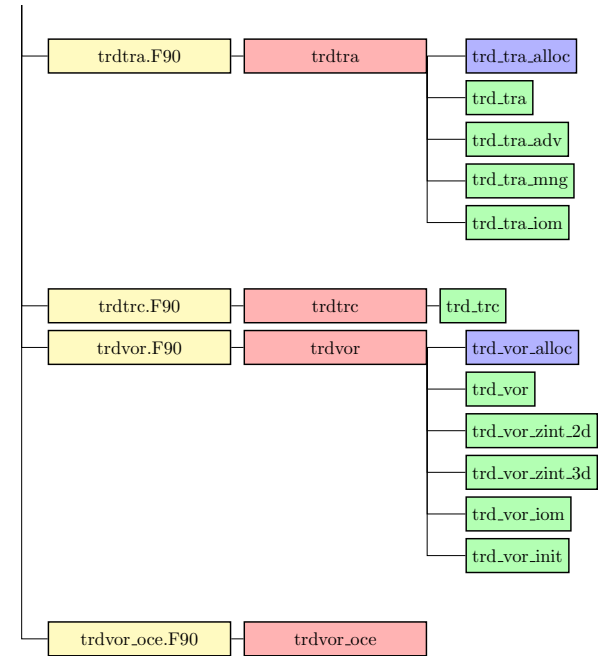 trdtra.F90 trdtra trd_tra_alloc
trd_tra
trd_tra_adv
trd_tra_mng
trd_tra_iom
trdtrc.F90 trdtrc trd_trc
trdvor.F90 trdvor trd_vor_alloc
trd_vor
trd_vor_zint_2d
trd_vor_zint_3d
trd_vor_iom
trd_vor_init
trdvor_oce.F90 trdvor_oce